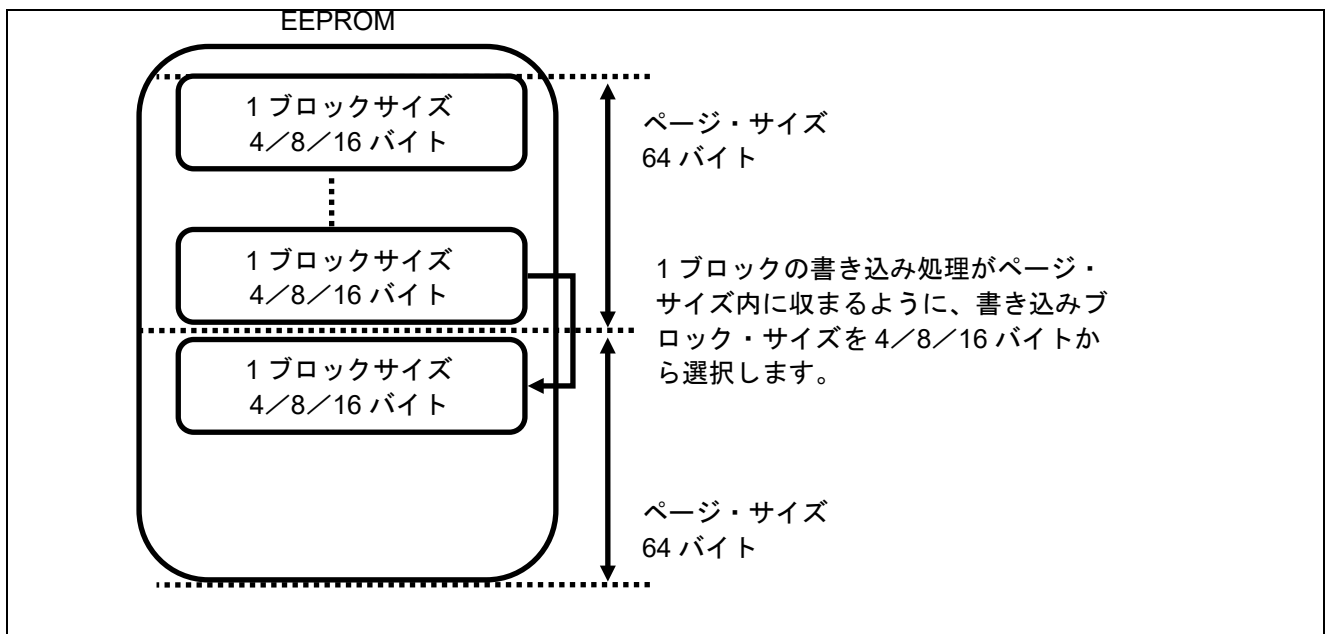 EEPROM
1 ブロックサイズ
4／8／16 バイト
ページ・サイズ
64 バイト
1 ブロックサイズ
4／8／16 バイト
1 ブロックの書き込み処理がページ・
サイズ内に収まるように、書き込みブ
ロック・サイズを 4／8／16 バイトか
ら選択します。
1 ブロックサイズ
4／8／16 バイト
ページ・サイズ
64 バイト